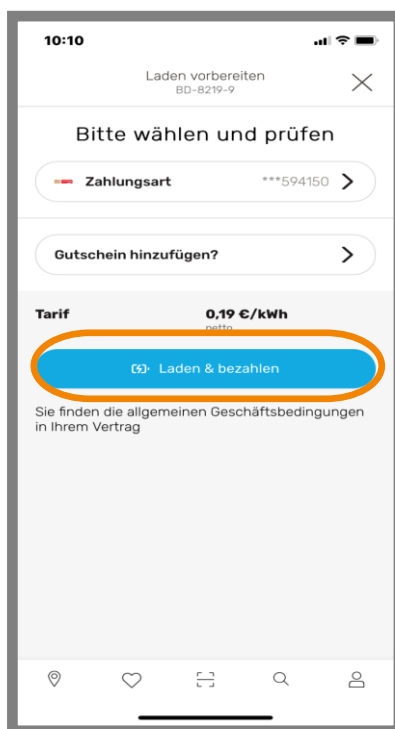 10:10
Laden vorbereiten
BD-8219-9
Bitte wählen und prüfen
Zahlungsart ***594150
Gutschein hinzufügen?
Tarif 0,19 €/kWh
netto
Laden & bezahlen
Sie finden die allgemeinen Geschäftsbedingungen
in Ihrem Vertrag